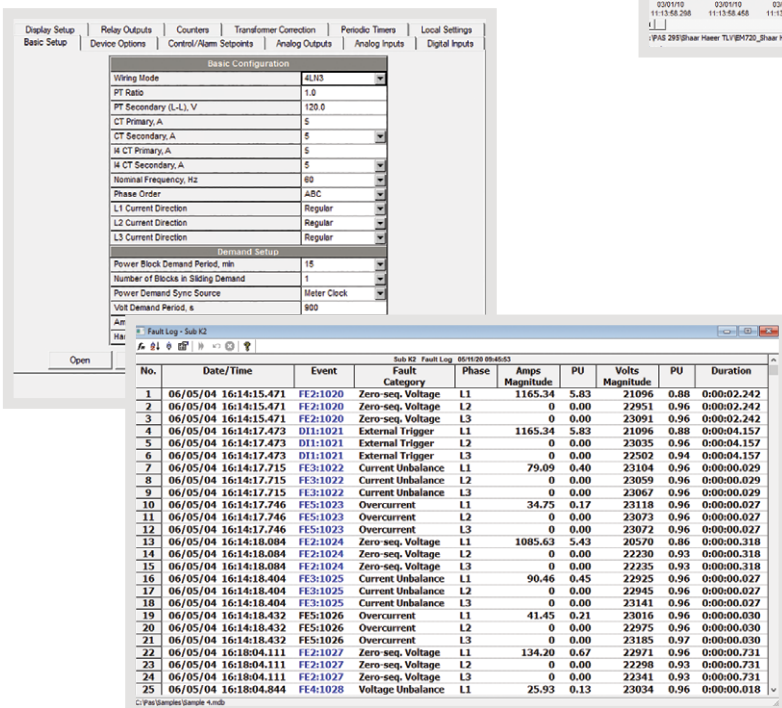 03/01/10 03/01/10 03/
11:13:58.298 11:13:58.458 11:13
:\PAS 295\Shaar Haeer TLV\EM720_Shaar H
Display Setup Relay Outputs Counters Transformer Correction Periodic Timers Local Settings
Basic Setup Device Options Control/Alarm Setpoints Analog Outputs Analog Inputs Digital Inputs
Basic Configuration
Wiring Mode 4LN3
PT Ratio 1.0
PT Secondary (L-L), V 120.0
CT Primary, A 5
CT Secondary, A 5
I4 CT Primary, A 5
I4 CT Secondary, A 5
Nominal Frequency, Hz 60
Phase Order ABC
L1 Current Direction Regular
L2 Current Direction Regular
L3 Current Direction Regular
Demand Setup
Power Block Demand Period, min 15
Number of Blocks in Sliding Demand 1
Power Demand Sync Source Meter Clock
Volt Demand Period, s 900
Am
Har
Open
Fault Log - Sub K2
Sub K2 Fault Log 05/11/20 09:45:53
No. Date/Time Event Fault Category Phase Amps Magnitude PU Volts Magnitude PU Duration
1 06/05/04 16:14:15.471 FE2:1020 Zero-seq. Voltage L1 1165.34 5.83 21096 0.88 0:00:02.242
2 06/05/04 16:14:15.471 FE2:1020 Zero-seq. Voltage L2 0 0.00 22951 0.96 0:00:02.242
3 06/05/04 16:14:15.471 FE2:1020 Zero-seq. Voltage L3 0 0.00 23091 0.96 0:00:02.242
4 06/05/04 16:14:17.473 DI1:1021 External Trigger L1 1165.34 5.83 21096 0.88 0:00:04.157
5 06/05/04 16:14:17.473 DI1:1021 External Trigger L2 0 0.00 23035 0.96 0:00:04.157
6 06/05/04 16:14:17.473 DI1:1021 External Trigger L3 0 0.00 22502 0.94 0:00:04.157
7 06/05/04 16:14:17.715 FE3:1022 Current Unbalance L1 79.09 0.40 23104 0.96 0:00:00.029
8 06/05/04 16:14:17.715 FE3:1022 Current Unbalance L2 0 0.00 23059 0.96 0:00:00.029
9 06/05/04 16:14:17.715 FE3:1022 Current Unbalance L3 0 0.00 23067 0.96 0:00:00.029
10 06/05/04 16:14:17.746 FE5:1023 Overcurrent L1 34.75 0.17 23118 0.96 0:00:00.027
11 06/05/04 16:14:17.746 FE5:1023 Overcurrent L2 0 0.00 23073 0.96 0:00:00.027
12 06/05/04 16:14:17.746 FE5:1023 Overcurrent L3 0 0.00 23072 0.96 0:00:00.027
13 06/05/04 16:14:18.084 FE2:1024 Zero-seq. Voltage L1 1085.63 5.43 20570 0.86 0:00:00.318
14 06/05/04 16:14:18.084 FE2:1024 Zero-seq. Voltage L2 0 0.00 22230 0.93 0:00:00.318
15 06/05/04 16:14:18.084 FE2:1024 Zero-seq. Voltage L3 0 0.00 22235 0.93 0:00:00.318
16 06/05/04 16:14:18.404 FE3:1025 Current Unbalance L1 90.46 0.45 22925 0.96 0:00:00.027
17 06/05/04 16:14:18.404 FE3:1025 Current Unbalance L2 0 0.00 22945 0.96 0:00:00.027
18 06/05/04 16:14:18.404 FE3:1025 Current Unbalance L3 0 0.00 23141 0.96 0:00:00.027
19 06/05/04 16:14:18.432 FE5:1026 Overcurrent L1 41.45 0.21 23016 0.96 0:00:00.030
20 06/05/04 16:14:18.432 FE5:1026 Overcurrent L2 0 0.00 22975 0.96 0:00:00.030
21 06/05/04 16:14:18.432 FE5:1026 Overcurrent L3 0 0.00 23185 0.97 0:00:00.030
22 06/05/04 16:18:04.111 FE2:1027 Zero-seq. Voltage L1 134.20 0.67 22971 0.96 0:00:00.731
23 06/05/04 16:18:04.111 FE2:1027 Zero-seq. Voltage L2 0 0.00 22298 0.93 0:00:00.731
24 06/05/04 16:18:04.111 FE2:1027 Zero-seq. Voltage L3 0 0.00 22341 0.93 0:00:00.731
25 06/05/04 16:18:04.844 FE4:1028 Voltage Unbalance L1 25.93 0.13 23034 0.96 0:00:00.018
C:\Pas\Samples\Sample 4.mdb